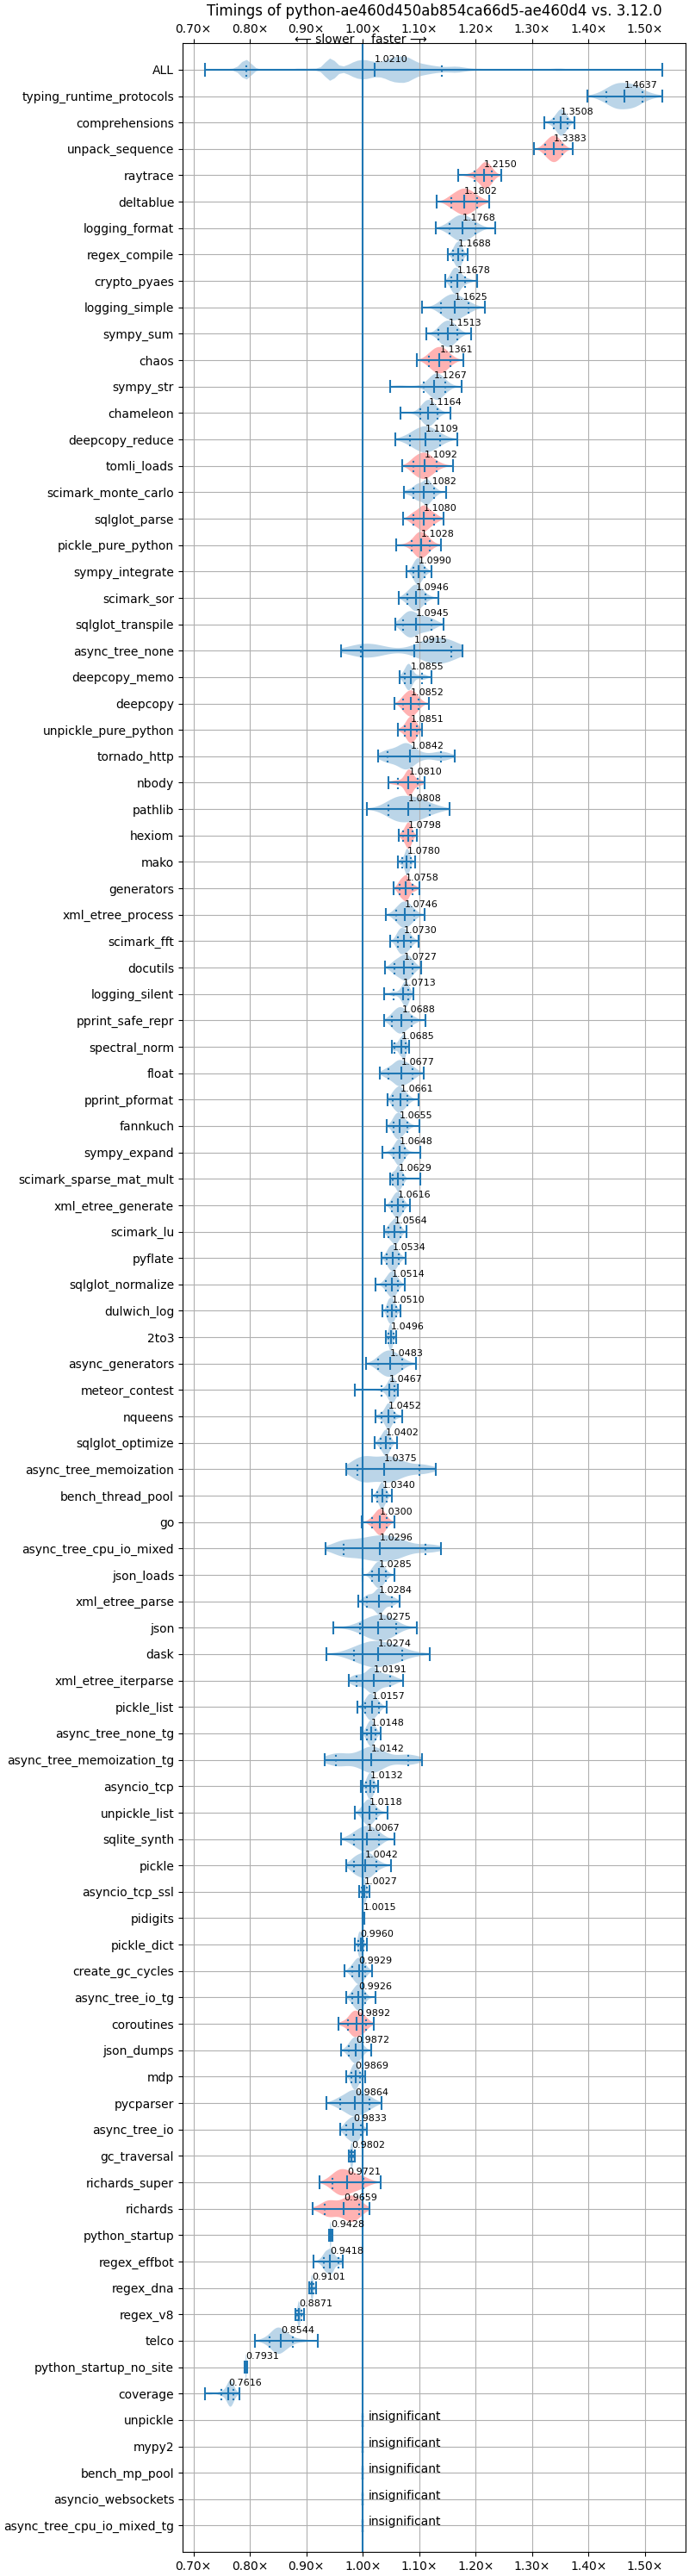 Timings of python-ae460d450ab854ca66d5-ae460d4 vs. 3.12.0
0.70× 0.80× 0.90× 1.00× 1.10× 1.20× 1.30× 1.40× 1.50×
⟵ slower faster ⟶
ALL 1.0210
typing_runtime_protocols 1.4637
comprehensions 1.3508
unpack_sequence 1.3383
raytrace 1.2150
deltablue 1.1802
logging_format 1.1768
regex_compile 1.1688
crypto_pyaes 1.1678
logging_simple 1.1625
sympy_sum 1.1513
chaos 1.1361
sympy_str 1.1267
chameleon 1.1164
deepcopy_reduce 1.1109
tomli_loads 1.1092
scimark_monte_carlo 1.1082
sqlglot_parse 1.1080
pickle_pure_python 1.1028
sympy_integrate 1.0990
scimark_sor 1.0946
sqlglot_transpile 1.0945
async_tree_none 1.0915
deepcopy_memo 1.0855
deepcopy 1.0852
unpickle_pure_python 1.0851
tornado_http 1.0842
nbody 1.0810
pathlib 1.0808
hexiom 1.0798
mako 1.0780
generators 1.0758
xml_etree_process 1.0746
scimark_fft 1.0730
docutils 1.0727
logging_silent 1.0713
pprint_safe_repr 1.0688
spectral_norm 1.0685
float 1.0677
pprint_pformat 1.0661
fannkuch 1.0655
sympy_expand 1.0648
scimark_sparse_mat_mult 1.0629
xml_etree_generate 1.0616
scimark_lu 1.0564
pyflate 1.0534
sqlglot_normalize 1.0514
dulwich_log 1.0510
2to3 1.0496
async_generators 1.0483
meteor_contest 1.0467
nqueens 1.0452
sqlglot_optimize 1.0402
async_tree_memoization 1.0375
bench_thread_pool 1.0340
go 1.0300
async_tree_cpu_io_mixed 1.0296
json_loads 1.0285
xml_etree_parse 1.0284
json 1.0275
dask 1.0274
xml_etree_iterparse 1.0191
pickle_list 1.0157
async_tree_none_tg 1.0148
async_tree_memoization_tg 1.0142
asyncio_tcp 1.0132
unpickle_list 1.0118
sqlite_synth 1.0067
pickle 1.0042
asyncio_tcp_ssl 1.0027
pidigits 1.0015
pickle_dict 0.9960
create_gc_cycles 0.9929
async_tree_io_tg 0.9926
coroutines 0.9892
json_dumps 0.9872
mdp 0.9869
pycparser 0.9864
async_tree_io 0.9833
gc_traversal 0.9802
richards_super 0.9721
richards 0.9659
python_startup 0.9428
regex_effbot 0.9418
regex_dna 0.9101
regex_v8 0.8871
telco 0.8544
python_startup_no_site 0.7931
coverage 0.7616
unpickle insignificant
mypy2 insignificant
bench_mp_pool insignificant
asyncio_websockets insignificant
async_tree_cpu_io_mixed_tg insignificant
0.70× 0.80× 0.90× 1.00× 1.10× 1.20× 1.30× 1.40× 1.50×